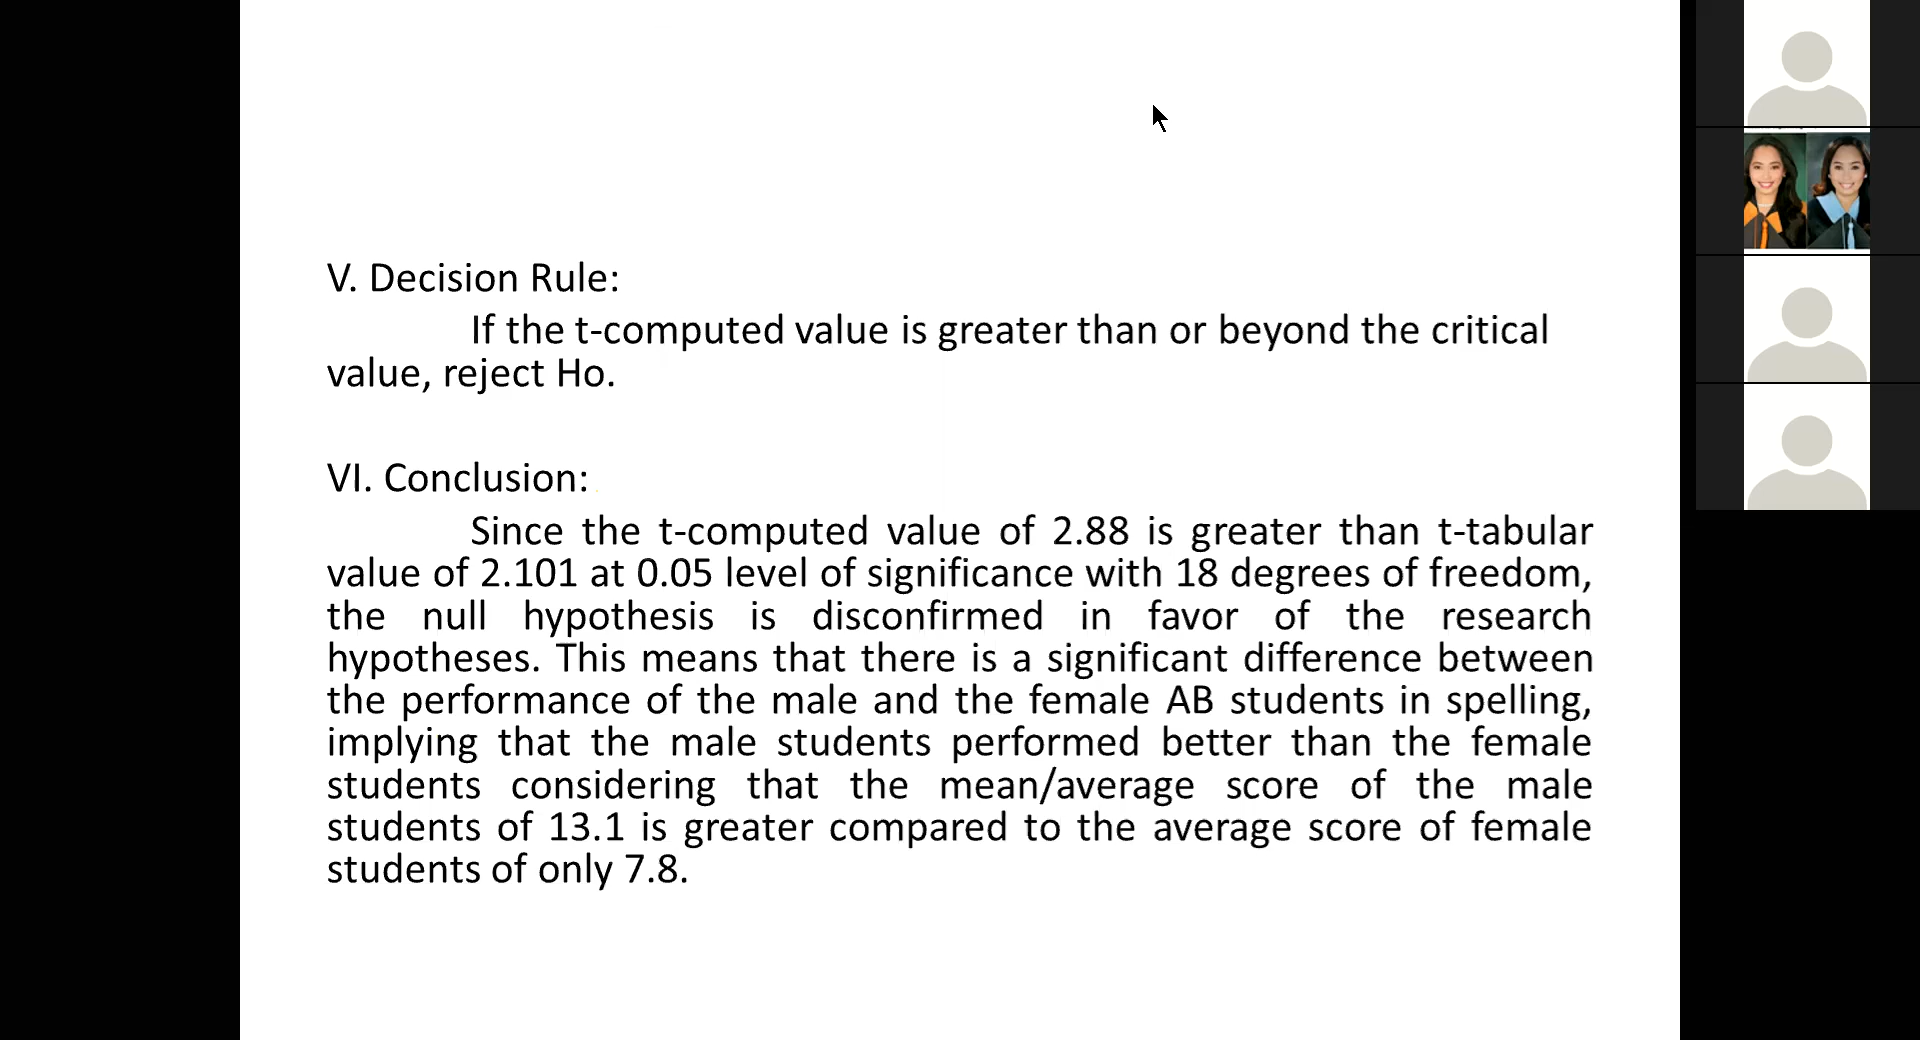 V. Decision Rule:
If the t-computed value is greater than or beyond the critical
value, reject Ho.
VI. Conclusion:
Since the t-computed value of 2.88 is greater than t-tabular
value of 2.101 at 0.05 level of significance with 18 degrees of freedom,
the null hypothesis is disconfirmed in favor of the research
hypotheses. This means that there is a significant difference between
the performance of the male and the female AB students in spelling,
implying that the male students performed better than the female
students considering that the mean/average score of the male
students of 13.1 is greater compared to the average score of female
students of only 7.8.